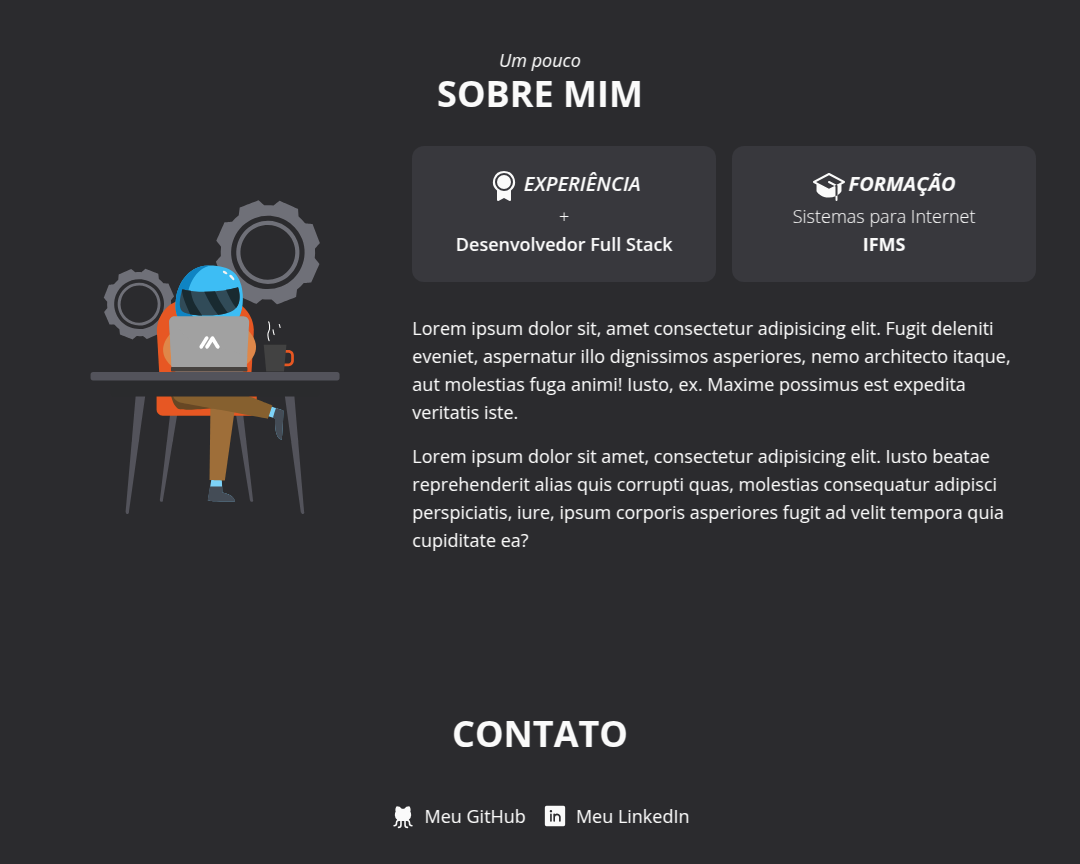 Um pouco
SOBRE MIM
EXPERIÊNCIA
+
Desenvolvedor Full Stack
FORMAÇÃO
Sistemas para Internet
IFMS
Lorem ipsum dolor sit, amet consectetur adipisicing elit. Fugit deleniti
eveniet, aspernatur illo dignissimos asperiores, nemo architecto itaque,
aut molestias fuga animi! Iusto, ex. Maxime possimus est expedita
veritatis iste.
Lorem ipsum dolor sit amet, consectetur adipisicing elit. Iusto beatae
reprehenderit alias quis corrupti quas, molestias consequatur adipisci
perspiciatis, iure, ipsum corporis asperiores fugit ad velit tempora quia
cupiditate ea?
CONTATO
Meu GitHub
in Meu LinkedIn